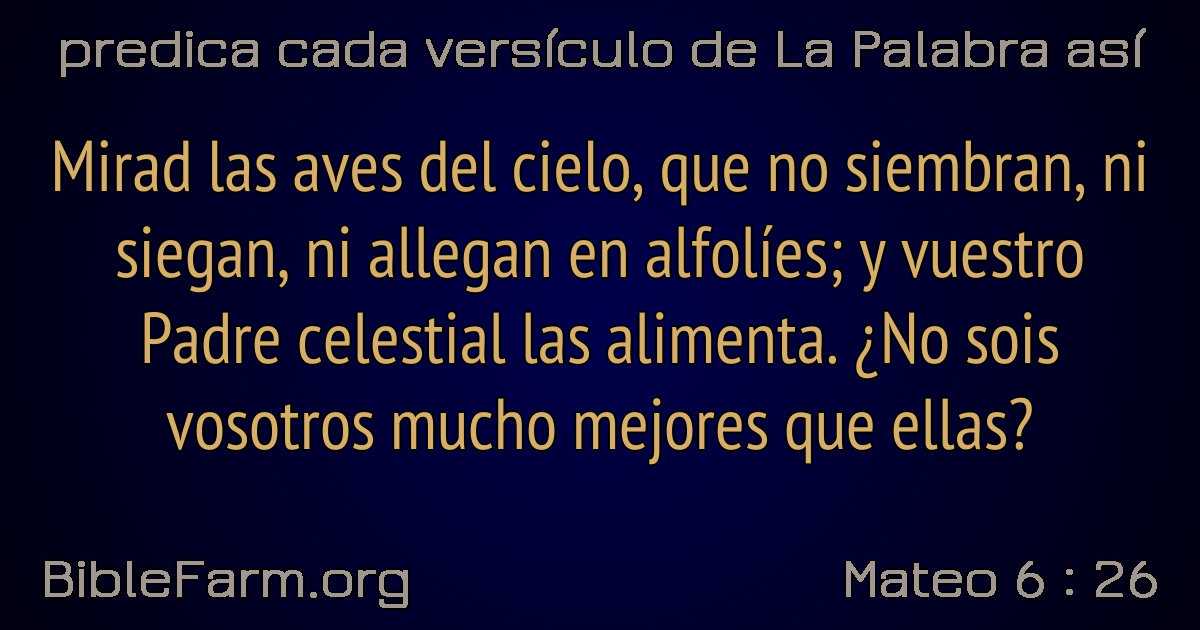 predica cada versículo de La Palabra así
Mirad las aves del cielo, que no siembran, ni
siegan, ni allegan en alfolíes; y vuestro
Padre celestial las alimenta. ¿No sois
vosotros mucho mejores que ellas?
BibleFarm.org
Mateo 6 : 26